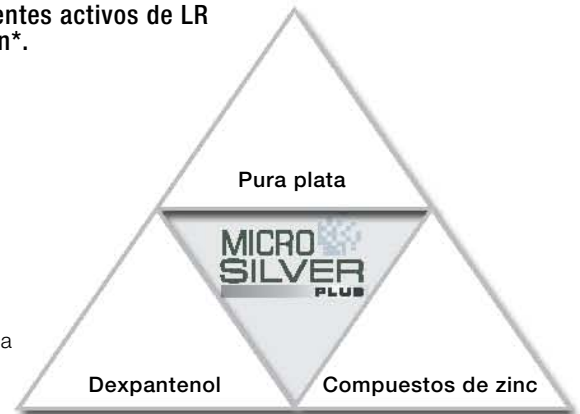 entes activos de LR
n*.
Pura plata
MICRO
SILVER
PLUS
a
Dexpantenol
Compuestos de zinc